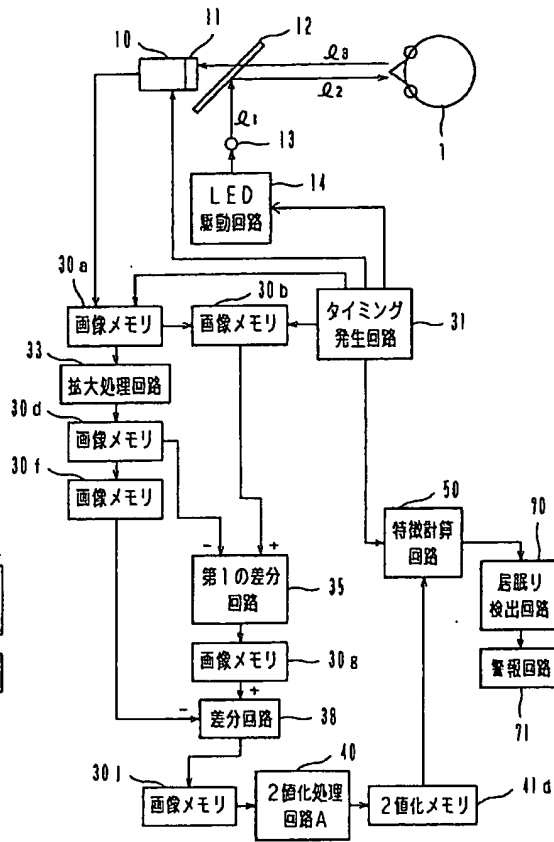 10
11
12
ℓ3
ℓ2
1
ℓ1
13
14
LED
駆動回路
30a
30b
画像メモリ
画像メモリ
タイミング
発生回路
31
33
拡大処理回路
30d
画像メモリ
30f
画像メモリ
50
特徴計算
回路
90
居眠り
検出回路
警報回路
91
-
+
第1の差分
回路
35
画像メモリ
30g
+
-
差分回路
38
30i
画像メモリ
40
2値化処理
回路A
2値化メモリ
41a